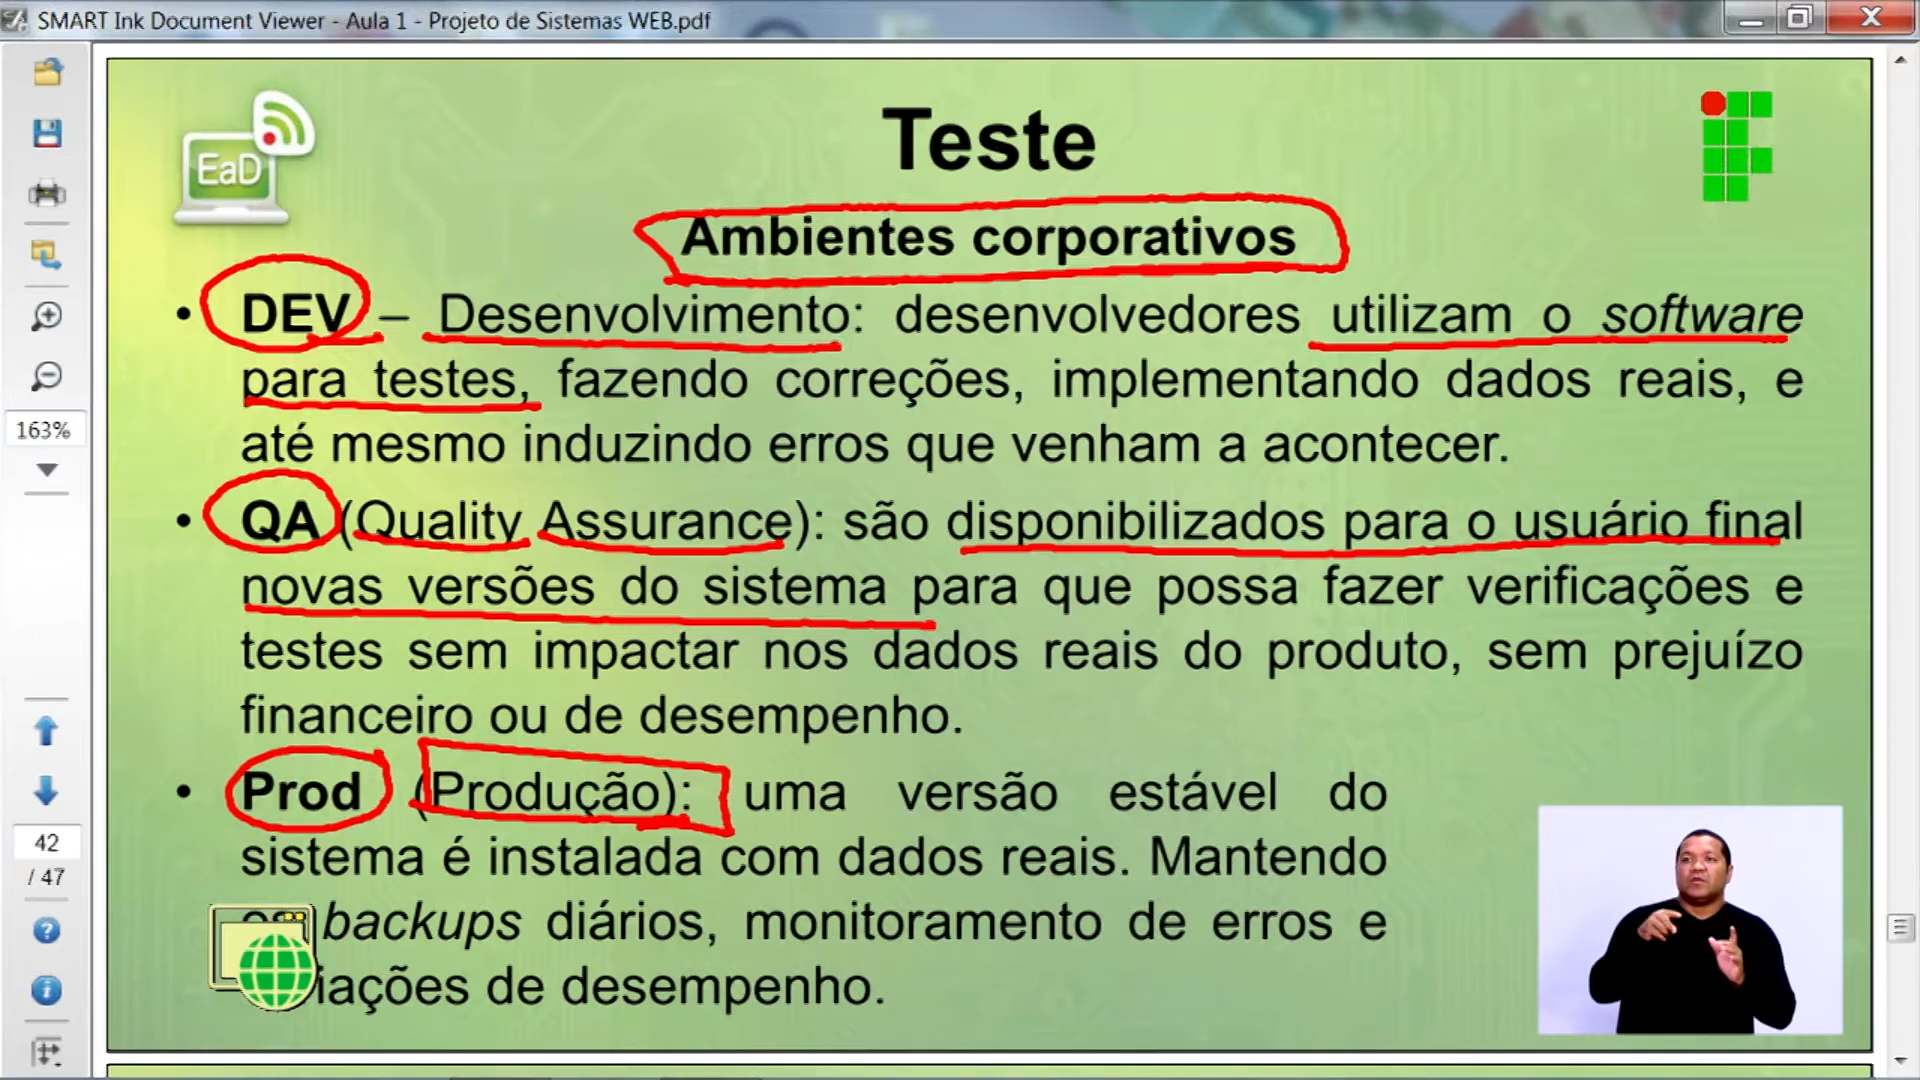 SMART Ink Document Viewer - Aula 1 - Projeto de Sistemas WEB.pdf
EaD
Teste
Ambientes corporativos
• DEV – Desenvolvimento: desenvolvedores utilizam o software
para testes, fazendo correções, implementando dados reais, e
até mesmo induzindo erros que venham a acontecer.
• QA (Quality Assurance): são disponibilizados para o usuário final
novas versões do sistema para que possa fazer verificações e
testes sem impactar nos dados reais do produto, sem prejuízo
financeiro ou de desempenho.
• Prod (Produção): uma versão estável do
sistema é instalada com dados reais. Mantendo
backups diários, monitoramento de erros e
iações de desempenho.
163%
42
/ 47